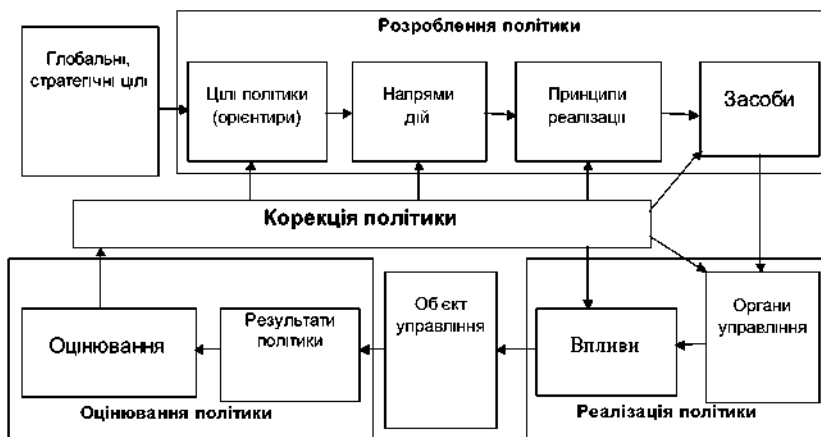 Розроблення політики
Глобальні,
стратегічні цілі
Цілі політики
(орієнтири)
Напрями
дій
Принципи
реалізації
Засоби
Корекція політики
Оцінювання
Результати
політики
Об'єкт
управління
Впливи
Органи
управління
Оцінювання політики
Реалізація політики